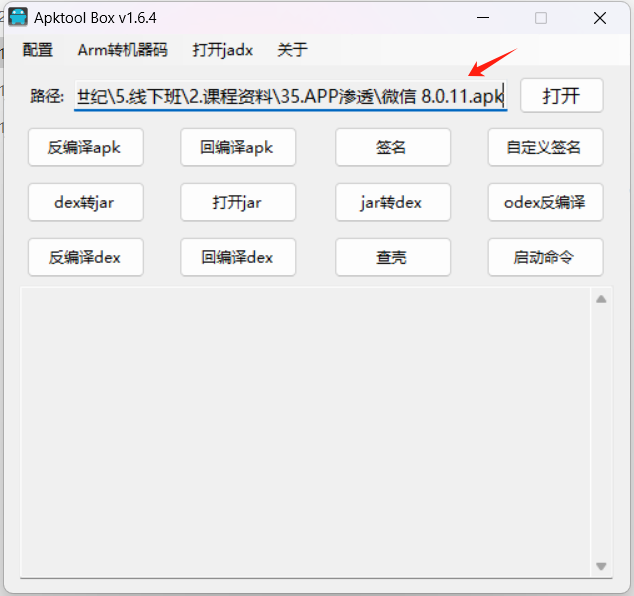 Apktool Box v1.6.4
配置 Arm转机器码 打开jadx 关于
路径: 世纪\5.线下班\2.课程资料\35.APP渗透\微信 8.0.11.apk 打开
反编译apk 回编译apk 签名 自定义签名
dex转jar 打开jar jar转dex odex反编译
反编译dex 回编译dex 查壳 启动命令